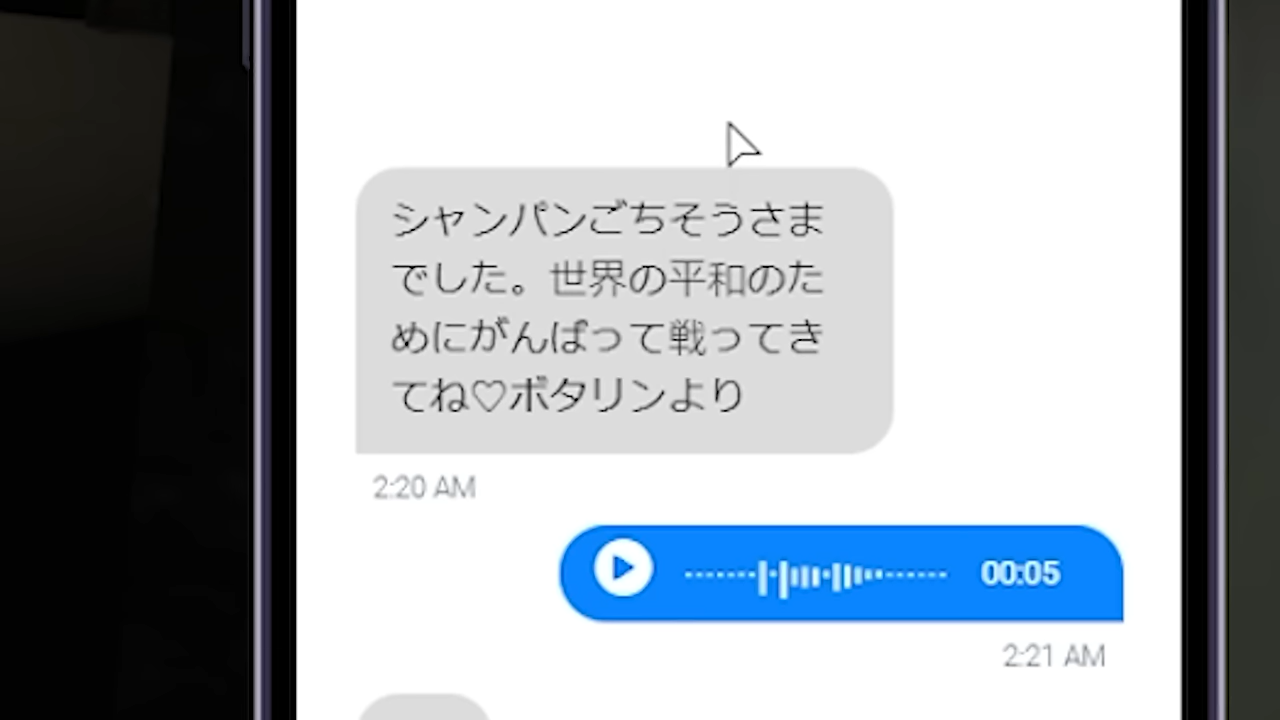 シャンパンごちそうさま
でした。世界の平和のた
めにがんばって戦ってき
てね♡ボタリンより
2:20 AM
00:05
2:21 AM